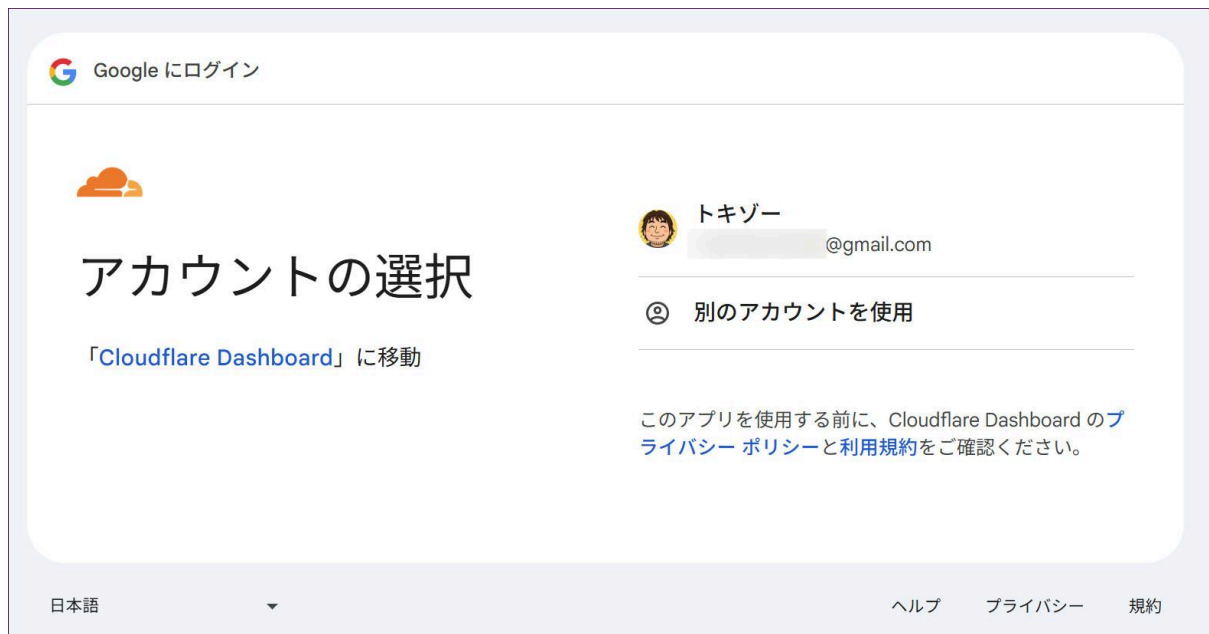 Google にログイン
アカウントの選択
「Cloudflare Dashboard」に移動
トキゾー
@gmail.com
別のアカウントを使用
このアプリを使用する前に、Cloudflare Dashboard のプ
ライバシー ポリシーと利用規約をご確認ください。
日本語
ヘルプ プライバシー 規約